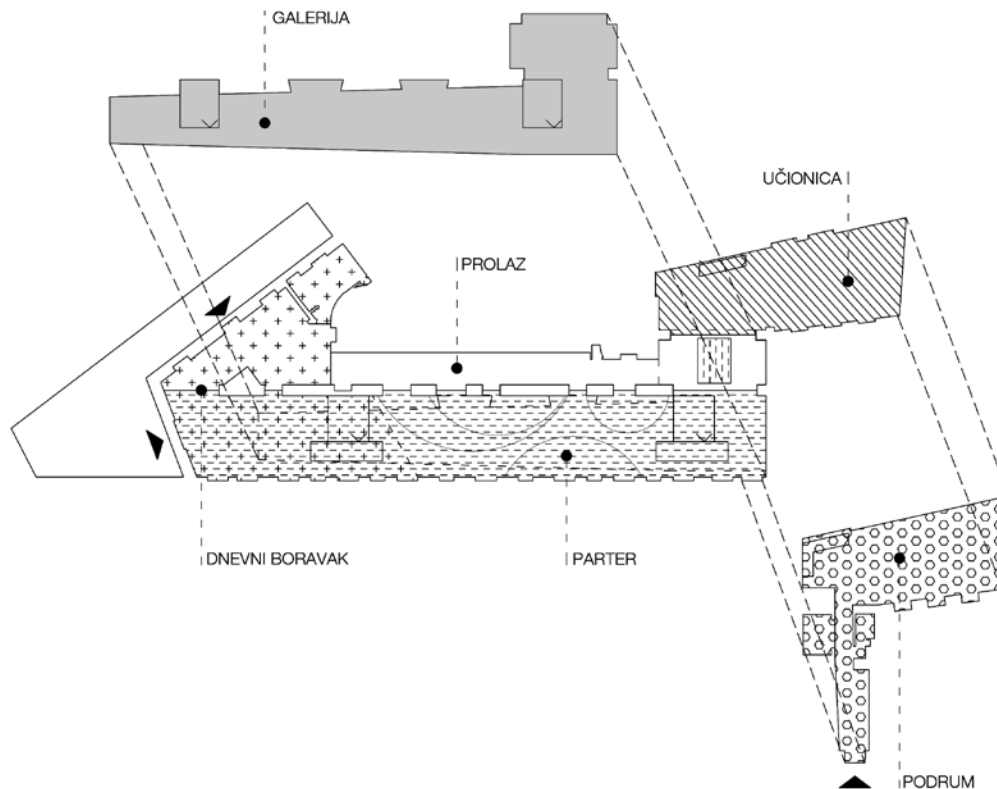 GALERIJA
UČIONICA
PROLAZ
DNEVNI BORAVAK
PARTER
PODRUM